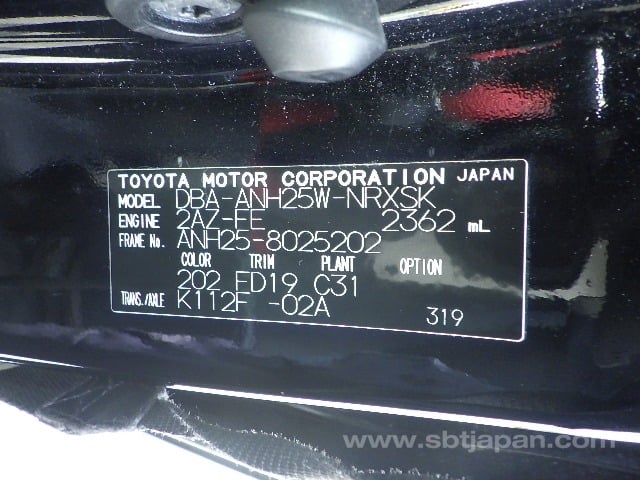 TOYOTA MOTOR CORPORATION JAPAN
MODEL DBA-ANH25W-NRXSK
ENGINE 2AZ-FE 2362 mL
FRAME No. ANH25-8025202
COLOR TRIM PLANT OPTION
202 FD19 C31
TRANS./AXLE K112F -02A 319
www.sbtjapan.com